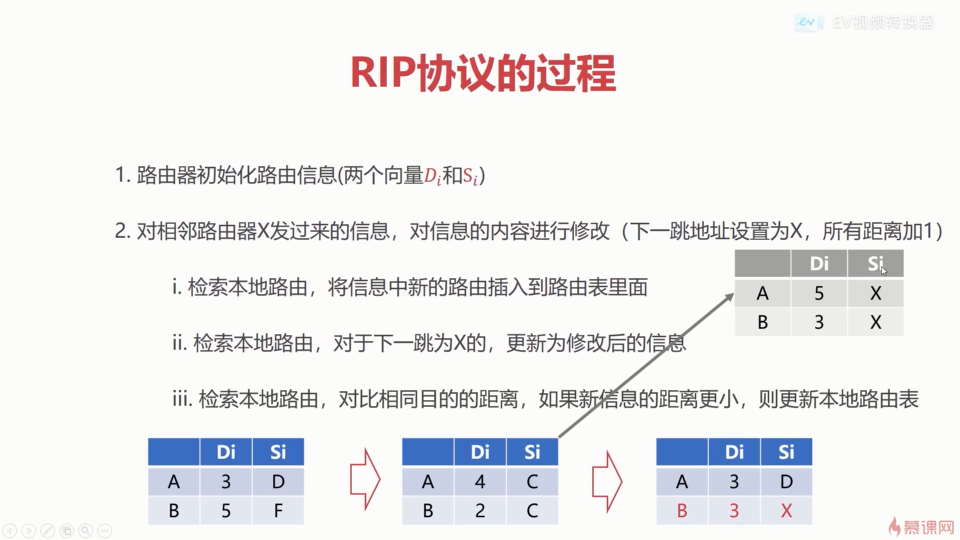 EV视频转换器
RIP协议的过程
1. 路由器初始化路由信息(两个向量Di和Si)
2. 对相邻路由器X发过来的信息，对信息的内容进行修改（下一跳地址设置为X，所有距离加1）
Di Si
A 5 X
B 3 X
i. 检索本地路由，将信息中新的路由插入到路由表里面
ii. 检索本地路由，对于下一跳为X的，更新为修改后的信息
iii. 检索本地路由，对比相同目的的距离，如果新信息的距离更小，则更新本地路由表
Di Si
A 3 D
B 5 F
Di Si
A 4 C
B 2 C
Di Si
A 3 D
B 3 X
慕课网